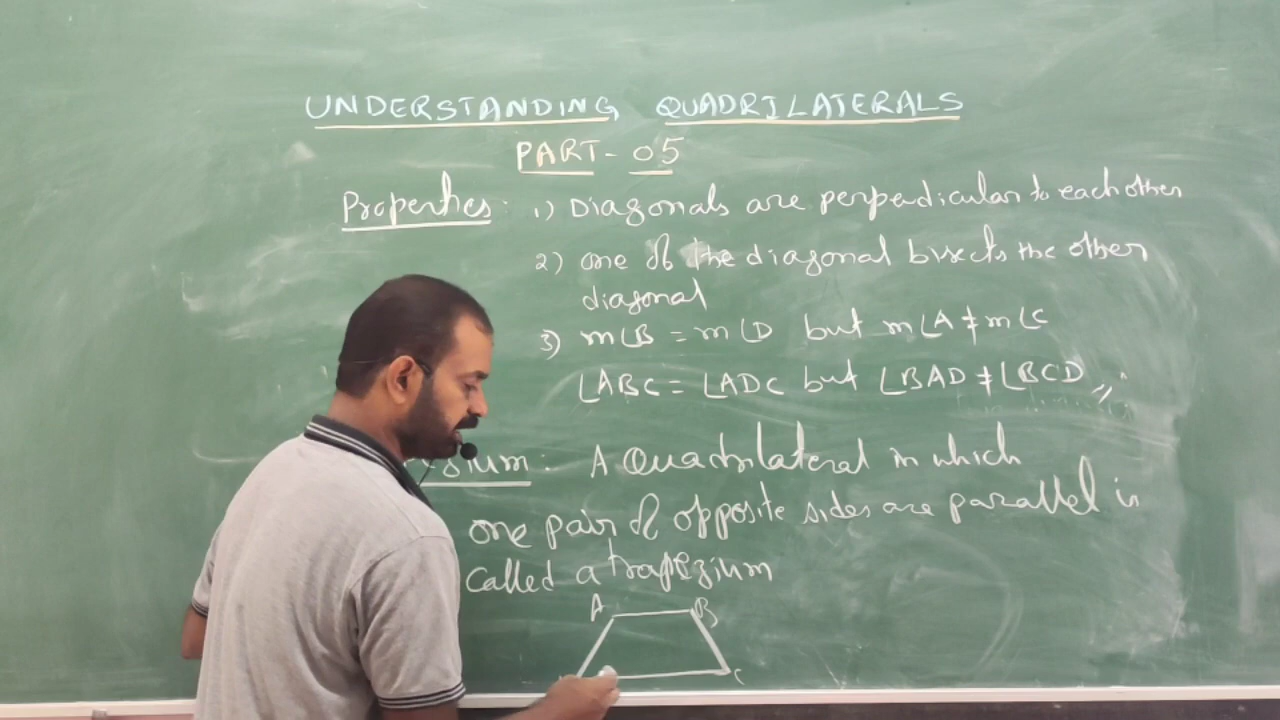 UNDERSTANDING QUADRILATERALS
PART-05
Properties: 1) Diagonals are perpendicular to each other
2) one of the diagonal bisects the other
diagonal
3) m∠B = m∠D but m∠A ≠ m∠C
∠ABC = ∠ADC but ∠BAD ≠ ∠BCD
zium: A Quadrilateral in which
one pair of opposite sides are parallel is
called a trapezium
A B
C